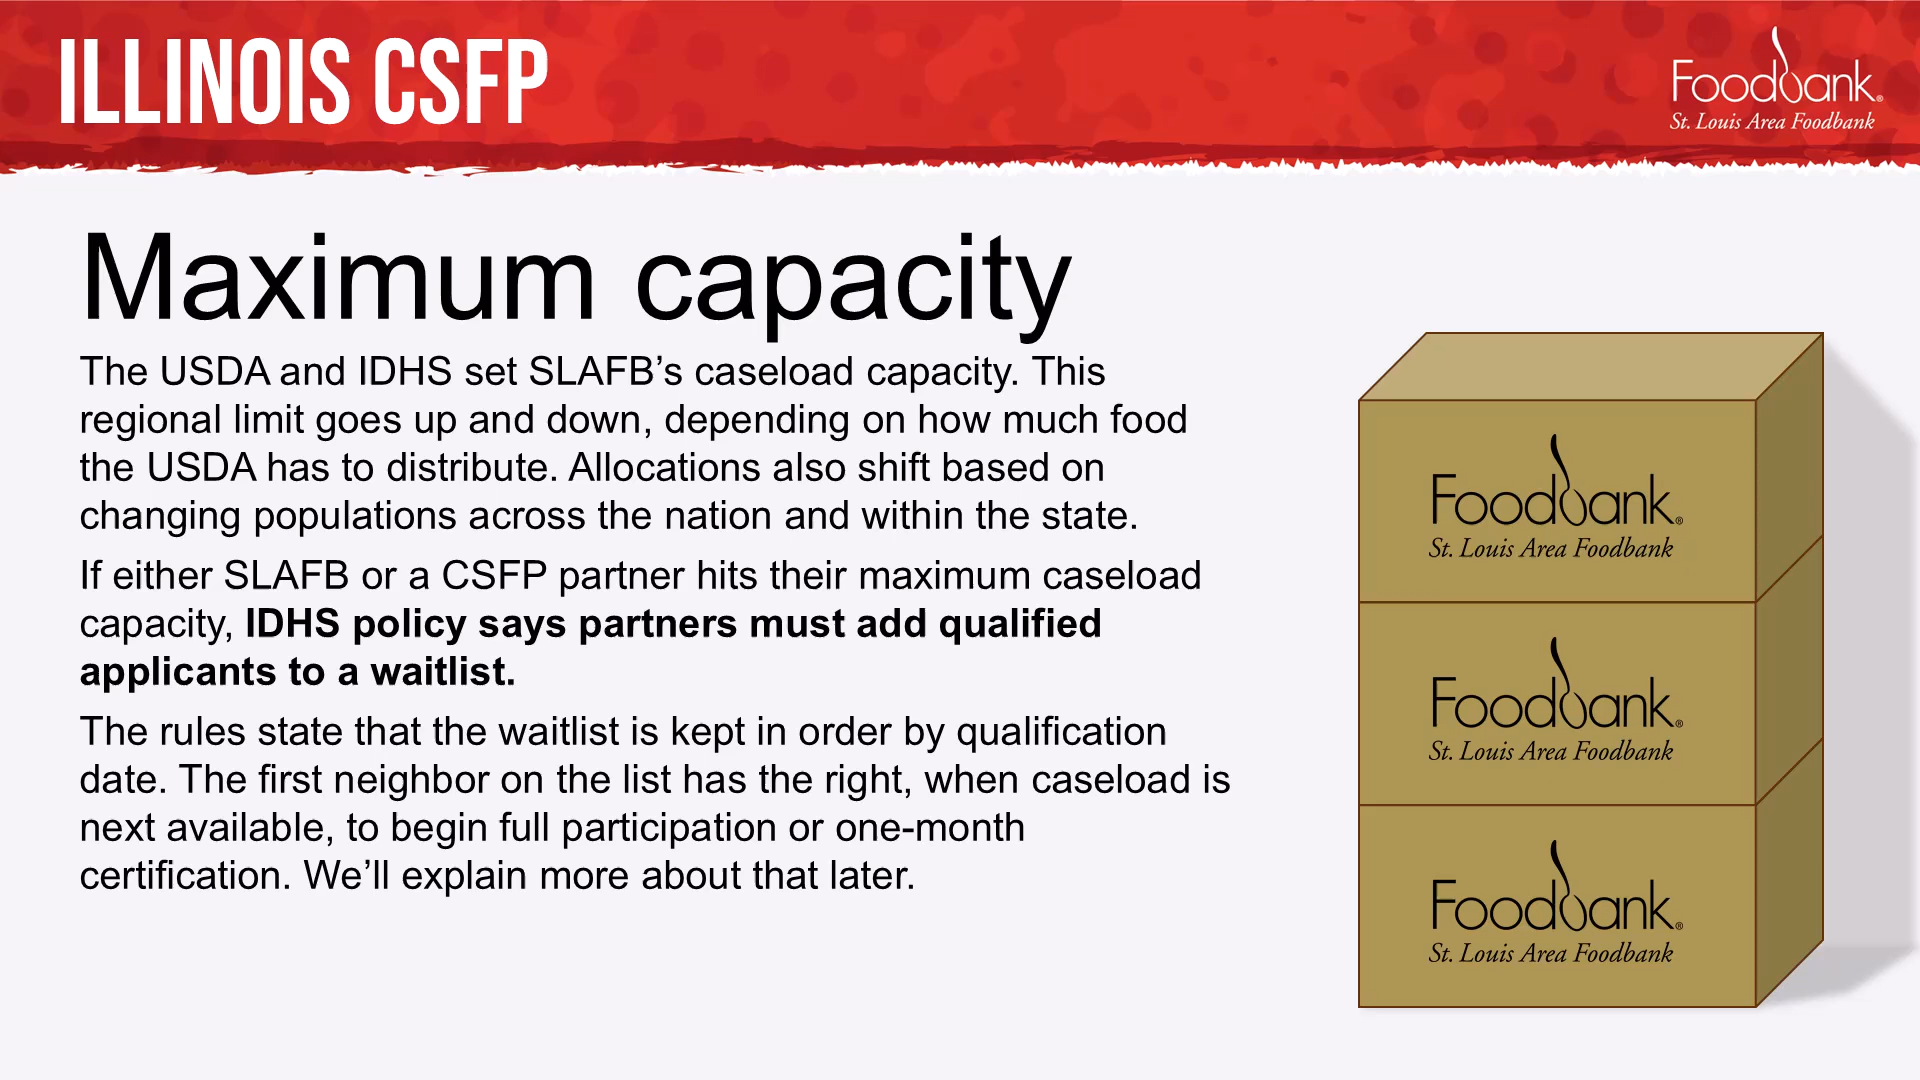 ILLINOIS CSFP
Foodbank®
St. Louis Area Foodbank
Maximum capacity
The USDA and IDHS set SLAFB’s caseload capacity. This
regional limit goes up and down, depending on how much food
the USDA has to distribute. Allocations also shift based on
changing populations across the nation and within the state.
If either SLAFB or a CSFP partner hits their maximum caseload
capacity, IDHS policy says partners must add qualified
applicants to a waitlist.
The rules state that the waitlist is kept in order by qualification
date. The first neighbor on the list has the right, when caseload is
next available, to begin full participation or one-month
certification. We’ll explain more about that later.
Foodbank®
St. Louis Area Foodbank
Foodbank®
St. Louis Area Foodbank
Foodbank®
St. Louis Area Foodbank